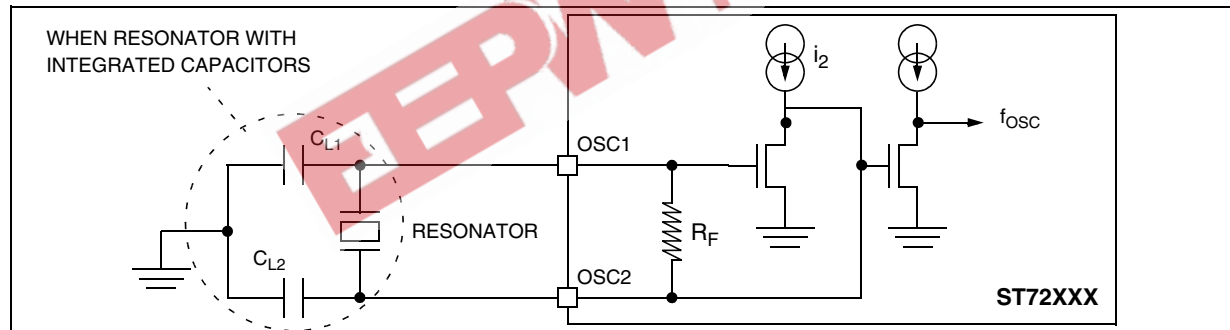 WHEN RESONATOR WITH
INTEGRATED CAPACITORS
i2
fOSC
CL1
OSC1
RESONATOR
RF
CL2
OSC2
ST72XXX